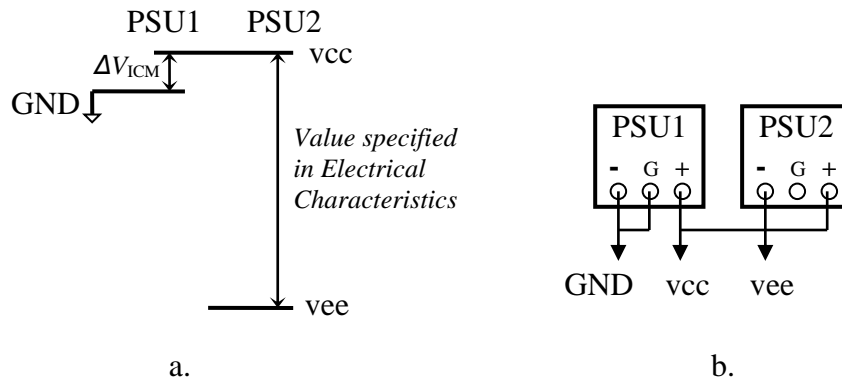 PSU1 PSU2
vcc
ΔVICM
GND
Value specified
in Electrical
Characteristics
vee
a.
PSU1 PSU2
- G + - G +
GND vcc vee
b.